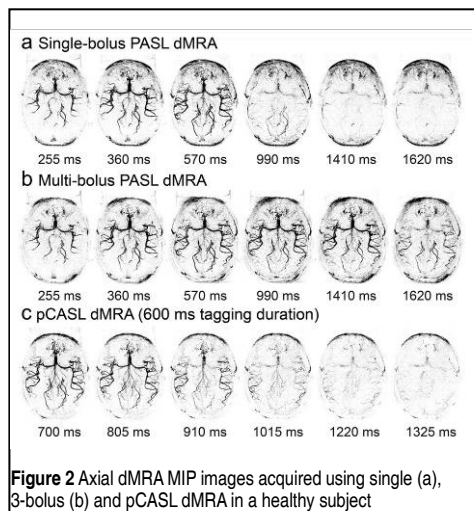 a Single-bolus PASL dMRA
255 ms 360 ms 570 ms 990 ms 1410 ms 1620 ms
b Multi-bolus PASL dMRA
255 ms 360 ms 570 ms 990 ms 1410 ms 1620 ms
c pCASL dMRA (600 ms tagging duration)
700 ms 805 ms 910 ms 1015 ms 1220 ms 1325 ms
Figure 2 Axial dMRA MIP images acquired using single (a),
3-bolus (b) and pCASL dMRA in a healthy subject